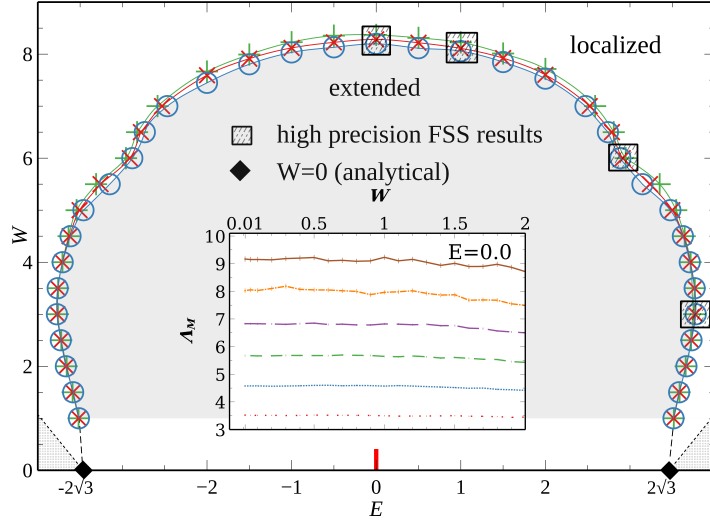 8
localized
extended
7
high precision FSS results
6
W=0 (analytical)
W
0.01 0.5 1 1.5 2
W
10
E=0.0
9
8
4
7
Λ_M
6
5
2
4
3
0
-2√3 −2 −1 0 1 2 2√3
E